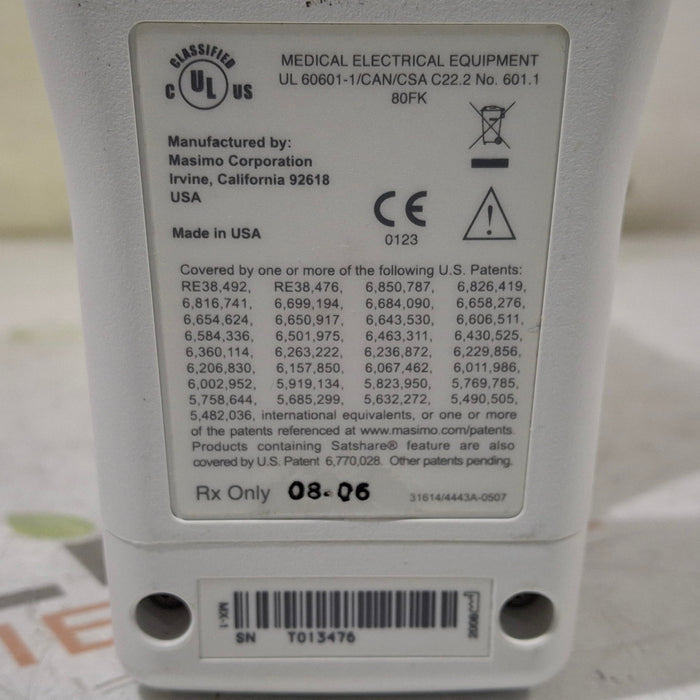 CLASSIFIED
C UL US
MEDICAL ELECTRICAL EQUIPMENT
UL 60601-1/CAN/CSA C22.2 No. 601.1
80FK
Manufactured by:
Masimo Corporation
Irvine, California 92618
USA
Made in USA
CE
0123
Covered by one or more of the following U.S. Patents:
RE38,492, RE38,476, 6,850,787, 6,826,419,
6,816,741, 6,699,194, 6,684,090, 6,658,276,
6,654,624, 6,650,917, 6,643,530, 6,606,511,
6,584,336, 6,501,975, 6,463,311, 6,430,525,
6,360,114, 6,263,222, 6,236,872, 6,229,856,
6,206,830, 6,157,850, 6,067,462, 6,011,986,
6,002,952, 5,919,134, 5,823,950, 5,769,785,
5,758,644, 5,685,299, 5,632,272, 5,490,505,
5,482,036, international equivalents, or one or more
of the patents referenced at www.masimo.com/patents.
Products containing Satshare® feature are also
covered by U.S. Patent 6,770,028. Other patents pending.
Rx Only 08-06 31614/4443A-0507
MX-1
SN T013476
2008